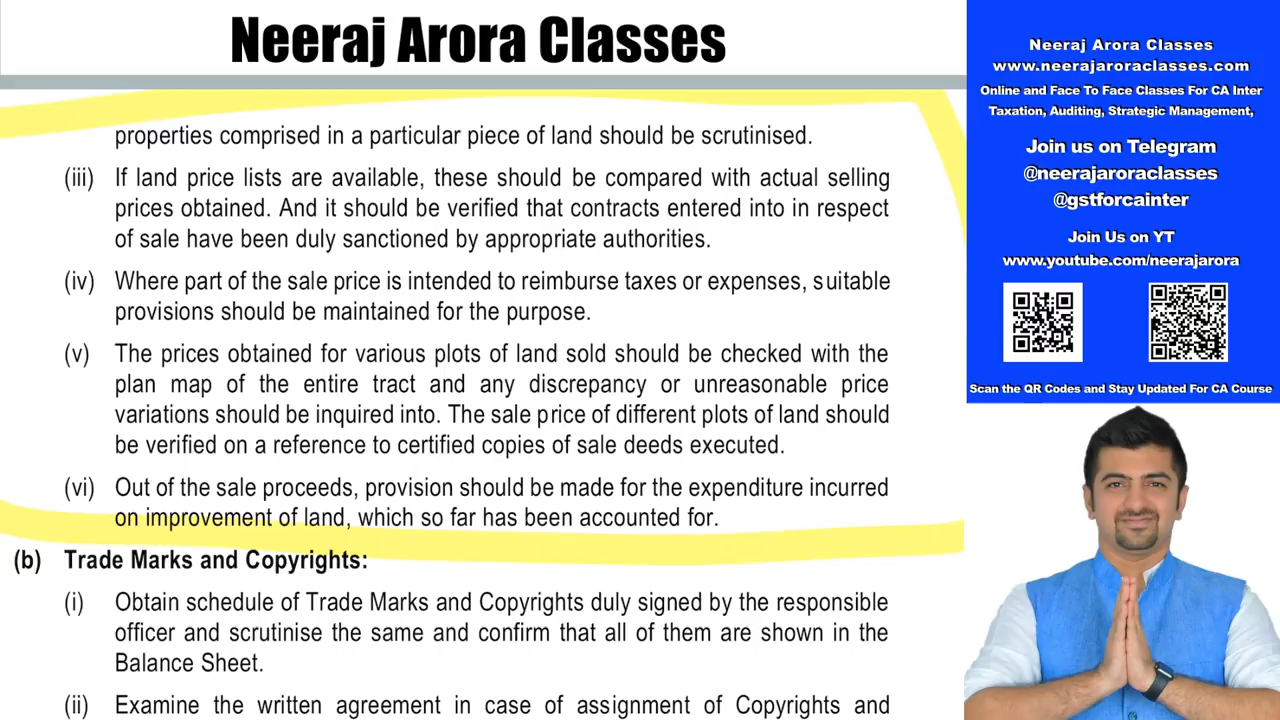 Neeraj Arora Classes
properties comprised in a particular piece of land should be scrutinised.
(iii) If land price lists are available, these should be compared with actual selling
prices obtained. And it should be verified that contracts entered into in respect
of sale have been duly sanctioned by appropriate authorities.
(iv) Where part of the sale price is intended to reimburse taxes or expenses, suitable
provisions should be maintained for the purpose.
(v) The prices obtained for various plots of land sold should be checked with the
plan map of the entire tract and any discrepancy or unreasonable price
variations should be inquired into. The sale price of different plots of land should
be verified on a reference to certified copies of sale deeds executed.
(vi) Out of the sale proceeds, provision should be made for the expenditure incurred
on improvement of land, which so far has been accounted for.
(b) Trade Marks and Copyrights:
(i) Obtain schedule of Trade Marks and Copyrights duly signed by the responsible
officer and scrutinise the same and confirm that all of them are shown in the
Balance Sheet.
(ii) Examine the written agreement in case of assignment of Copyrights and
Neeraj Arora Classes
www.neerajaroraclasses.com
Online and Face To Face Classes For CA Inter
Taxation, Auditing, Strategic Management,
Join us on Telegram
@neerajaroraclasses
@gstforcainter
Join Us on YT
www.youtube.com/neerajarora
Scan the QR Codes and Stay Updated For CA Course